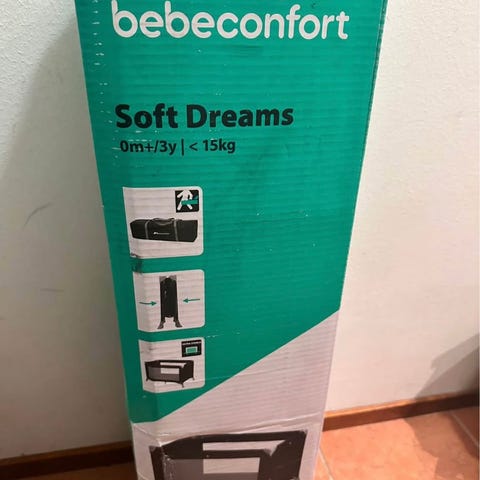 bebeconfort
Soft Dreams
0m+/3y | < 15kg